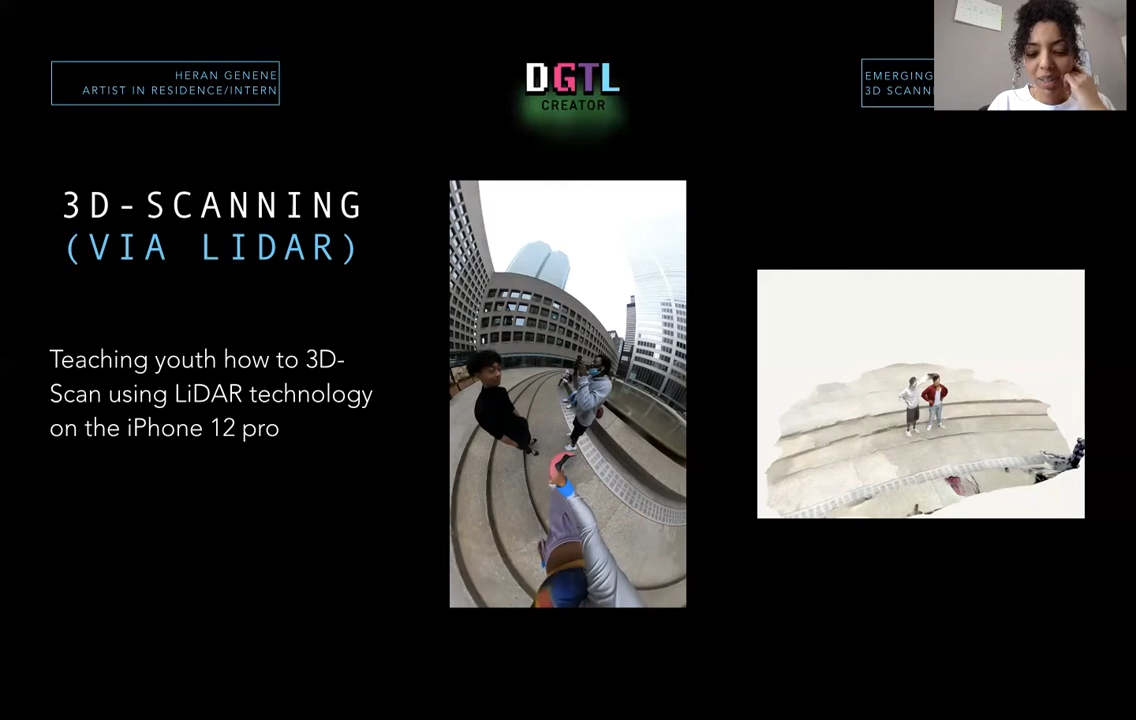 HERAN GENENE
ARTIST IN RESIDENCE/INTERN
DGTL
CREATOR
EMERGING
3D
3D-SCANNING
(VIA LIDAR)
Teaching youth how to 3D-
Scan using LiDAR technology
on the iPhone 12 pro